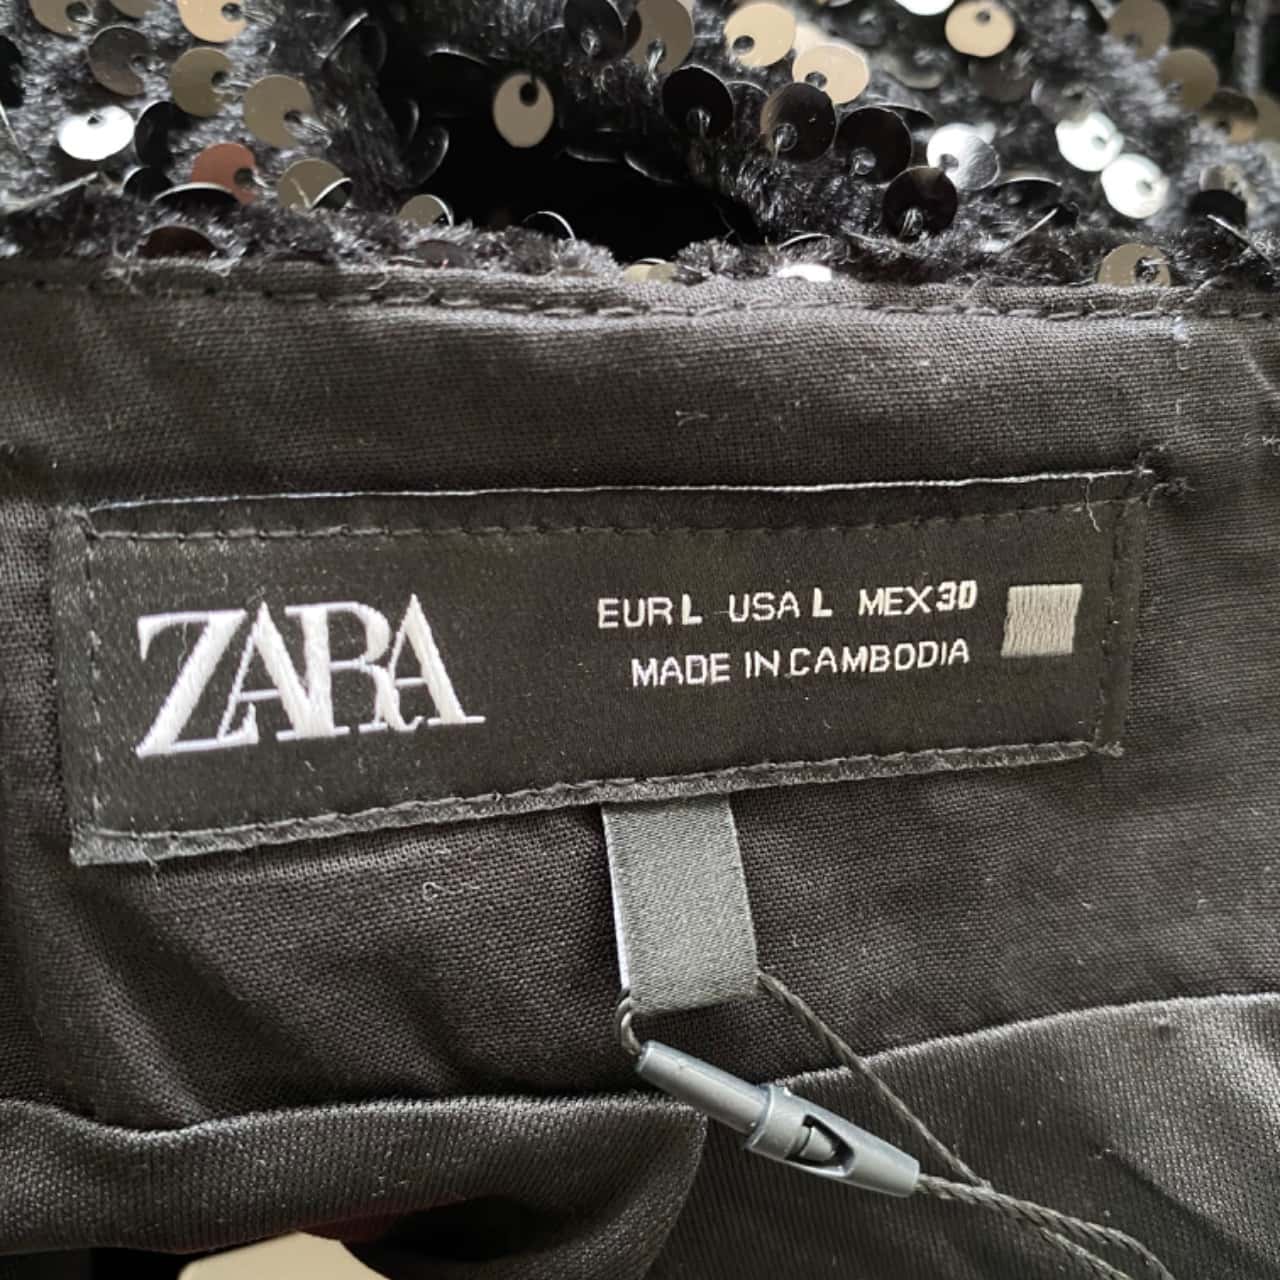 ZARA
EUR L USA L MEX 30
MADE IN CAMBODIA